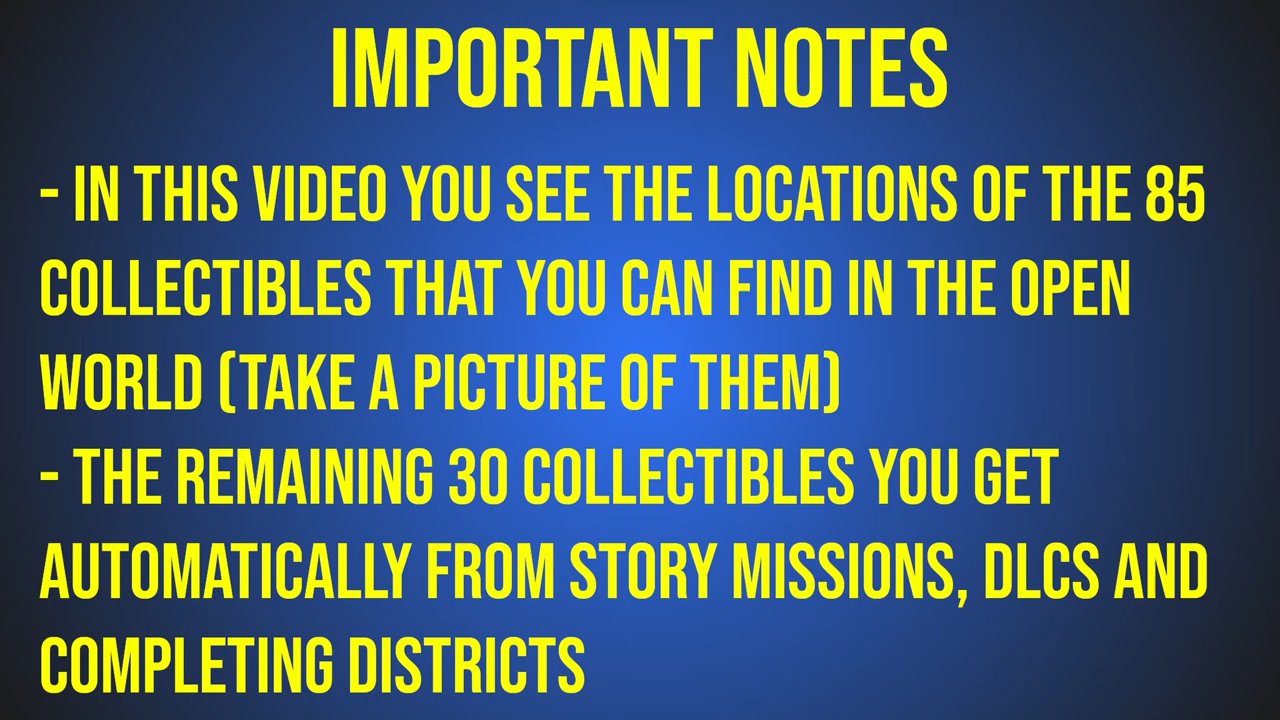 IMPORTANT NOTES
- IN THIS VIDEO YOU SEE THE LOCATIONS OF THE 85
COLLECTIBLES THAT YOU CAN FIND IN THE OPEN
WORLD (TAKE A PICTURE OF THEM)
- THE REMAINING 30 COLLECTIBLES YOU GET
AUTOMATICALLY FROM STORY MISSIONS, DLCS AND
COMPLETING DISTRICTS